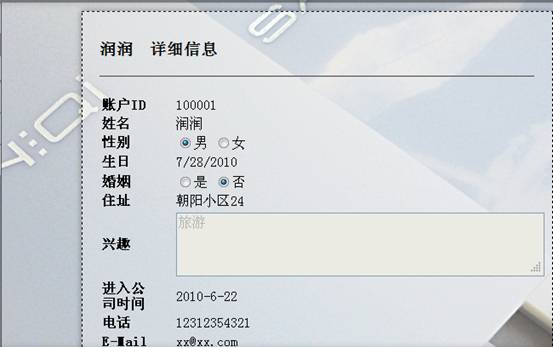 润润 详细信息
账户ID 100001
姓名 润润
性别 男 女
生日 7/28/2010
婚姻 是 否
住址 朝阳小区24
兴趣 旅游
进入公
司时间 2010-6-22
电话 12312354321
E-Mail xx@xx.com